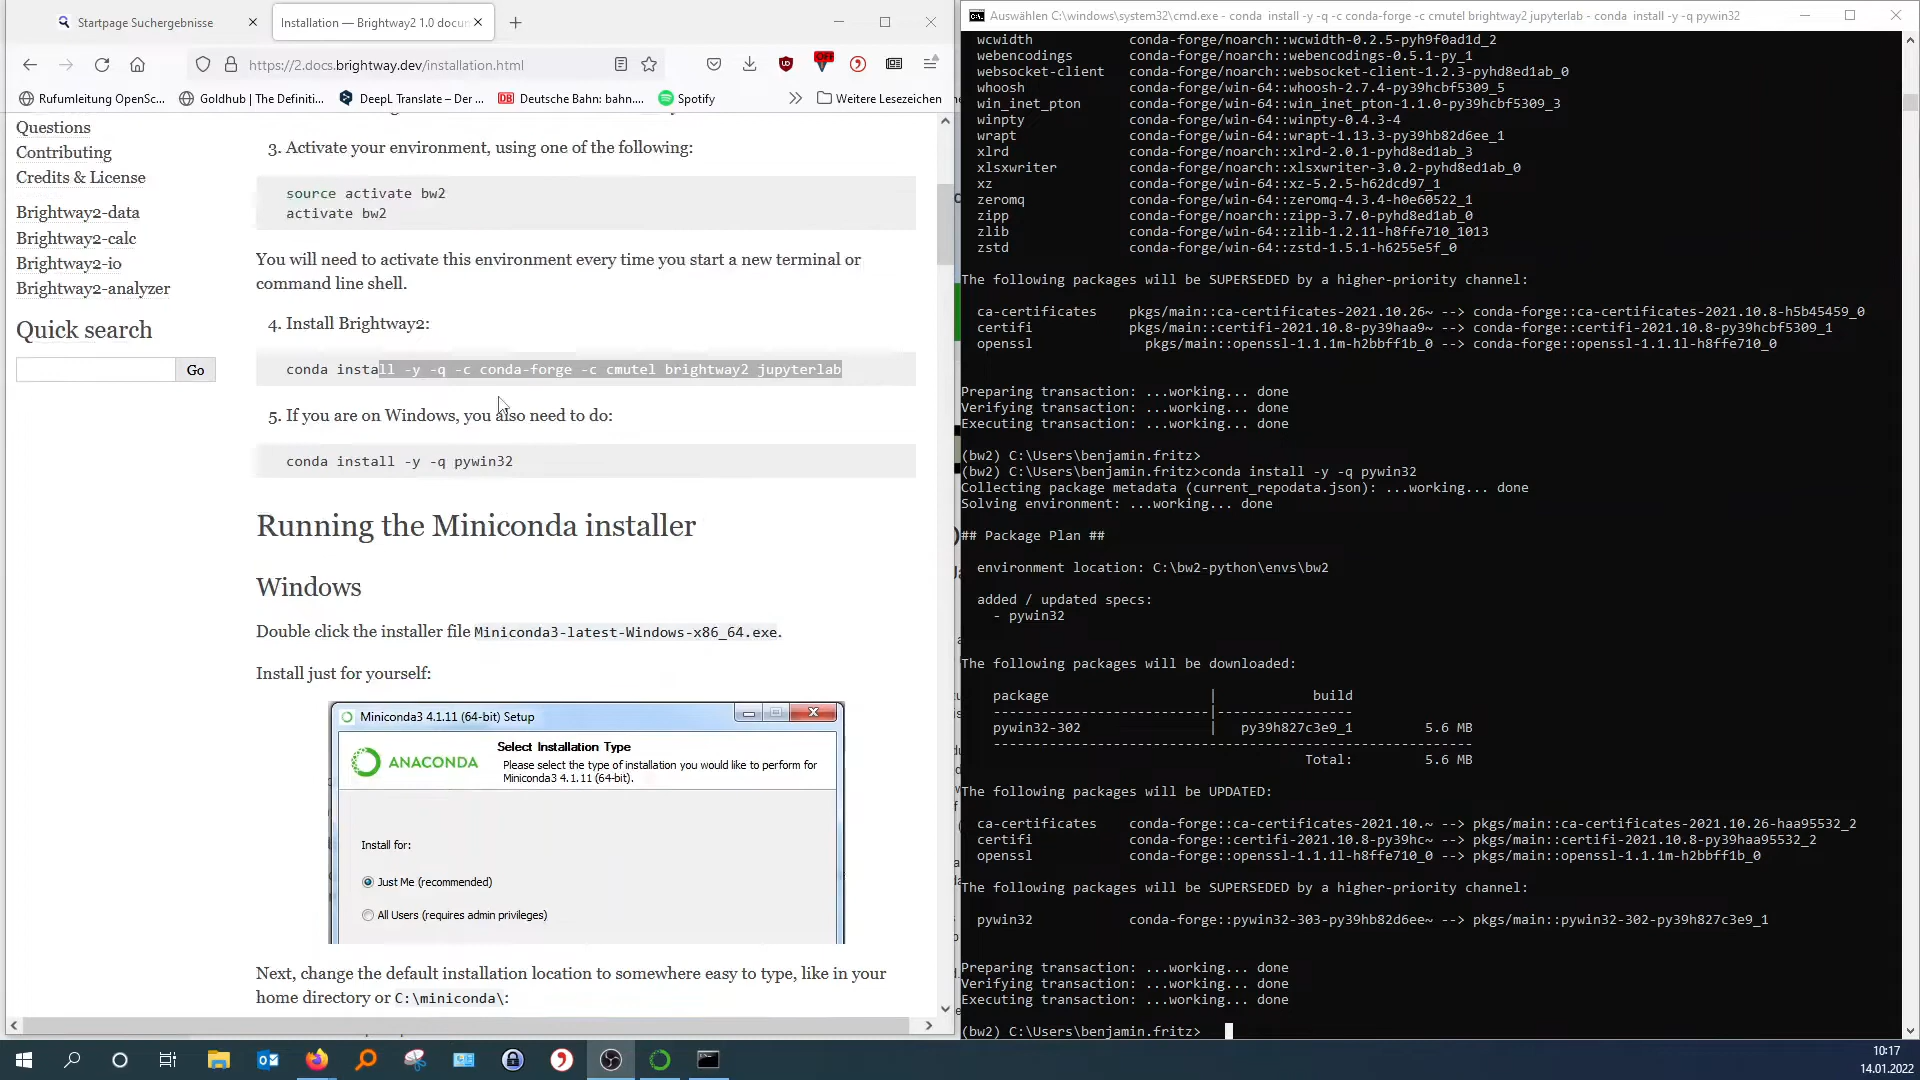 Startpage Suchergebnisse
Installation — Brightway2 1.0 docun
https://2.docs.brightway.dev/installation.html
OFF
Rufumleitung OpenSc...
Goldhub | The Definiti...
DeepL Translate – Der ...
DB Deutsche Bahn: bahn....
Spotify
Weitere Lesezeichen
Questions
Contributing
Credits & License
Brightway2-data
Brightway2-calc
Brightway2-io
Brightway2-analyzer
Quick search
Go
3. Activate your environment, using one of the following:
source activate bw2
activate bw2
You will need to activate this environment every time you start a new terminal or
command line shell.
4. Install Brightway2:
conda install -y -q -c conda-forge -c cmutel brightway2 jupyterlab
5. If you are on Windows, you also need to do:
conda install -y -q pywin32
Running the Miniconda installer
Windows
Double click the installer file Miniconda3-latest-Windows-x86_64.exe.
Install just for yourself:
Miniconda3 4.1.11 (64-bit) Setup
ANACONDA
Select Installation Type
Please select the type of installation you would like to perform for
Miniconda3 4.1.11 (64-bit).
Install for:
Just Me (recommended)
All Users (requires admin privileges)
Next, change the default installation location to somewhere easy to type, like in your
home directory or C:\miniconda\:
Auswählen C:\windows\system32\cmd.exe - conda install -y -q -c conda-forge -c cmutel brightway2 jupyterlab - conda install -y -q pywin32
wcwidth conda-forge/noarch::wcwidth-0.2.5-pyh9f0ad1d_2
webencodings conda-forge/noarch::webencodings-0.5.1-py_1
websocket-client conda-forge/noarch::websocket-client-1.2.3-pyhd8ed1ab_0
whoosh conda-forge/win-64::whoosh-2.7.4-py39hcbf5309_5
win_inet_pton conda-forge/win-64::win_inet_pton-1.1.0-py39hcbf5309_3
winpty conda-forge/win-64::winpty-0.4.3-4
wrapt conda-forge/win-64::wrapt-1.13.3-py39hb82d6ee_1
xlrd conda-forge/noarch::xlrd-2.0.1-pyhd8ed1ab_3
xlsxwriter conda-forge/noarch::xlsxwriter-3.0.2-pyhd8ed1ab_0
xz conda-forge/win-64::xz-5.2.5-h62dcd97_1
zeromq conda-forge/win-64::zeromq-4.3.4-h0e60522_1
zipp conda-forge/noarch::zipp-3.7.0-pyhd8ed1ab_0
zlib conda-forge/win-64::zlib-1.2.11-h8ffe710_1013
zstd conda-forge/win-64::zstd-1.5.1-h6255e5f_0
The following packages will be SUPERSEDED by a higher-priority channel:
ca-certificates pkgs/main::ca-certificates-2021.10.26~ --> conda-forge::ca-certificates-2021.10.8-h5b45459_0
certifi pkgs/main::certifi-2021.10.8-py39haa9~ --> conda-forge::certifi-2021.10.8-py39hcbf5309_1
openssl pkgs/main::openssl-1.1.1m-h2bbff1b_0 --> conda-forge::openssl-1.1.1l-h8ffe710_0
Preparing transaction: ...working... done
Verifying transaction: ...working... done
Executing transaction: ...working... done
(bw2) C:\Users\benjamin.fritz>
(bw2) C:\Users\benjamin.fritz>conda install -y -q pywin32
Collecting package metadata (current_repodata.json): ...working... done
Solving environment: ...working... done
## Package Plan ##
environment location: C:\bw2-python\envs\bw2
added / updated specs:
- pywin32
The following packages will be downloaded:
package | build
---------------------------|-----------------
pywin32-302 | py39h827c3e9_1 5.6 MB
------------------------------------------------------------
Total: 5.6 MB
The following packages will be UPDATED:
ca-certificates conda-forge::ca-certificates-2021.10.~ --> pkgs/main::ca-certificates-2021.10.26-haa95532_2
certifi conda-forge::certifi-2021.10.8-py39hc~ --> pkgs/main::certifi-2021.10.8-py39haa95532_2
openssl conda-forge::openssl-1.1.1l-h8ffe710_0 --> pkgs/main::openssl-1.1.1m-h2bbff1b_0
The following packages will be SUPERSEDED by a higher-priority channel:
pywin32 conda-forge::pywin32-303-py39hb82d6ee~ --> pkgs/main::pywin32-302-py39h827c3e9_1
Preparing transaction: ...working... done
Verifying transaction: ...working... done
Executing transaction: ...working... done
(bw2) C:\Users\benjamin.fritz>
10:17
14.01.2022